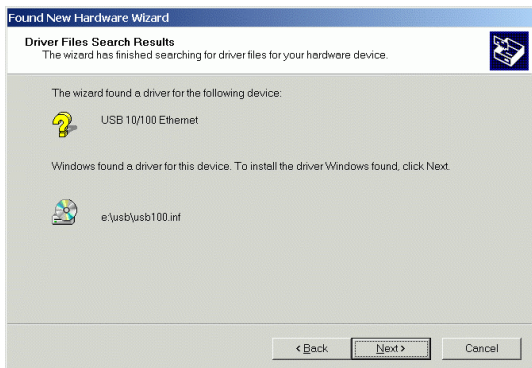 Found New Hardware Wizard
Driver Files Search Results
The wizard has finished searching for driver files for your hardware device.
The wizard found a driver for the following device:
USB 10/100 Ethernet
Windows found a driver for this device. To install the driver Windows found, click Next.
e:\usb\usb100.inf
< Back
Next >
Cancel